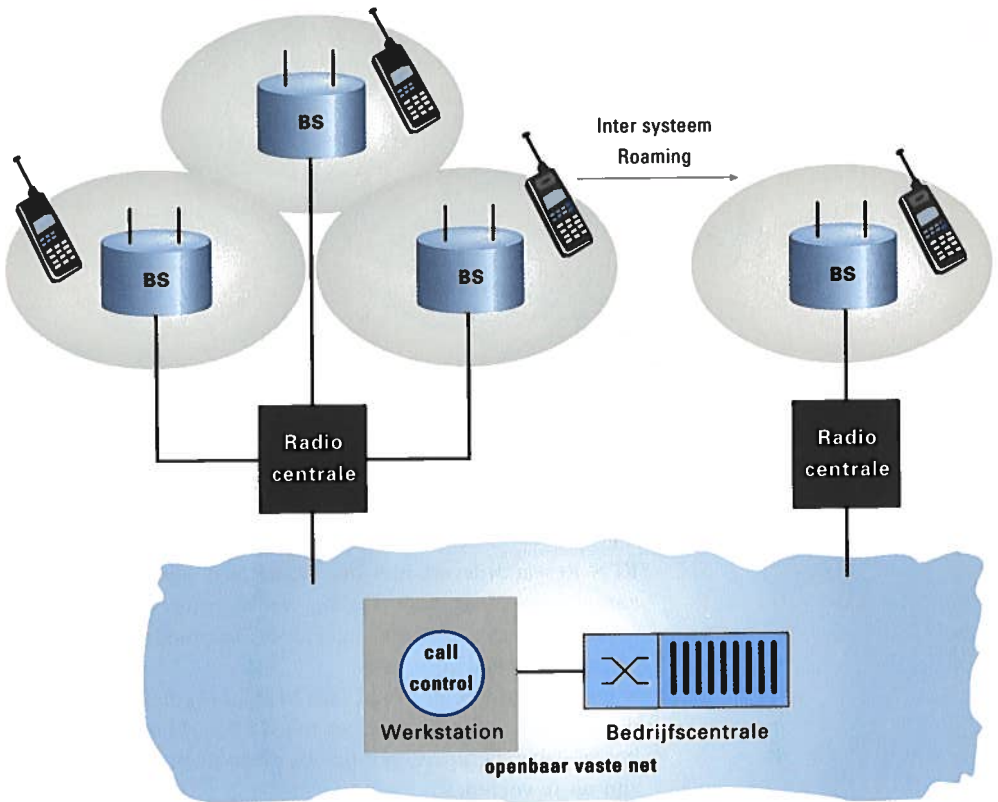 BS
Inter systeem
Roaming
BS
BS
BS
Radio
centrale
Radio
centrale
call
control
Werkstation
Bedrijfscentrale
openbaar vaste net